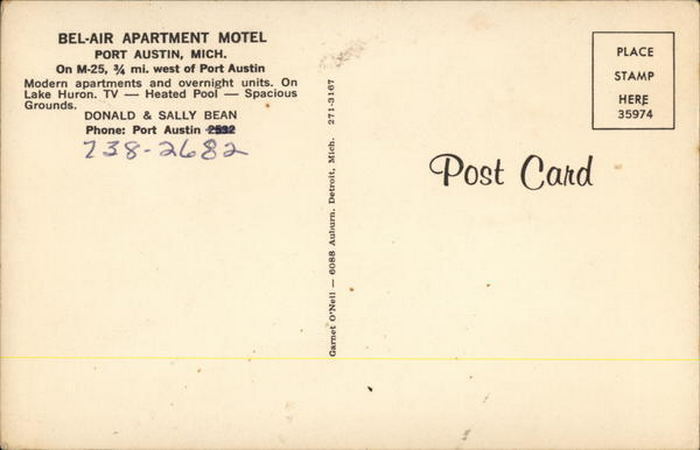 BEL-AIR APARTMENT MOTEL
PORT AUSTIN, MICH.
On M-25, ¾ mi. west of Port Austin
Modern apartments and overnight units. On
Lake Huron. TV — Heated Pool — Spacious
Grounds.
DONALD & SALLY BEAN
Phone: Port Austin 2532
738-2682
Garnet O'Neil — 6088 Auburn, Detroit, Mich. 271-3167
PLACE
STAMP
HERE
35974
Post Card